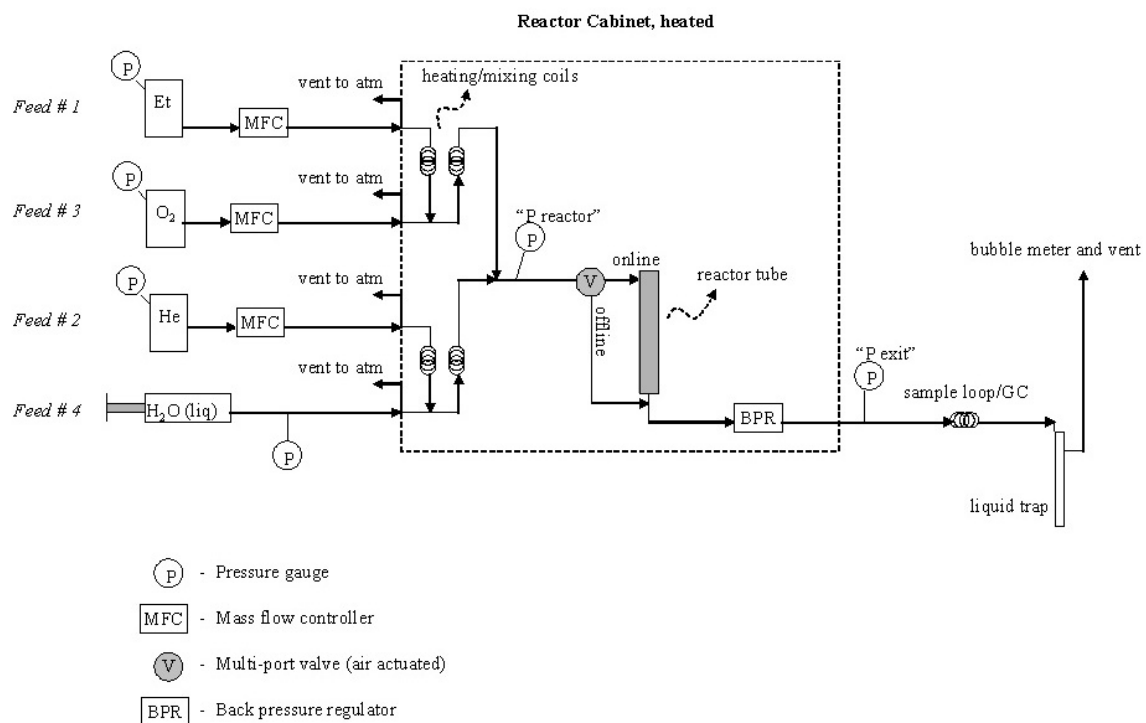 Reactor Cabinet, heated
P
Feed # 1
Et
MFC
vent to atm
heating/mixing coils
P
Feed # 3
O₂
MFC
vent to atm
"P reactor"
P
V
online
offline
reactor tube
bubble meter and vent
P
Feed # 2
He
MFC
vent to atm
vent to atm
Feed # 4
H₂O (liq)
P
BPR
"P exit"
P
sample loop/GC
liquid trap
P - Pressure gauge
MFC - Mass flow controller
V - Multi-port valve (air actuated)
BPR - Back pressure regulator